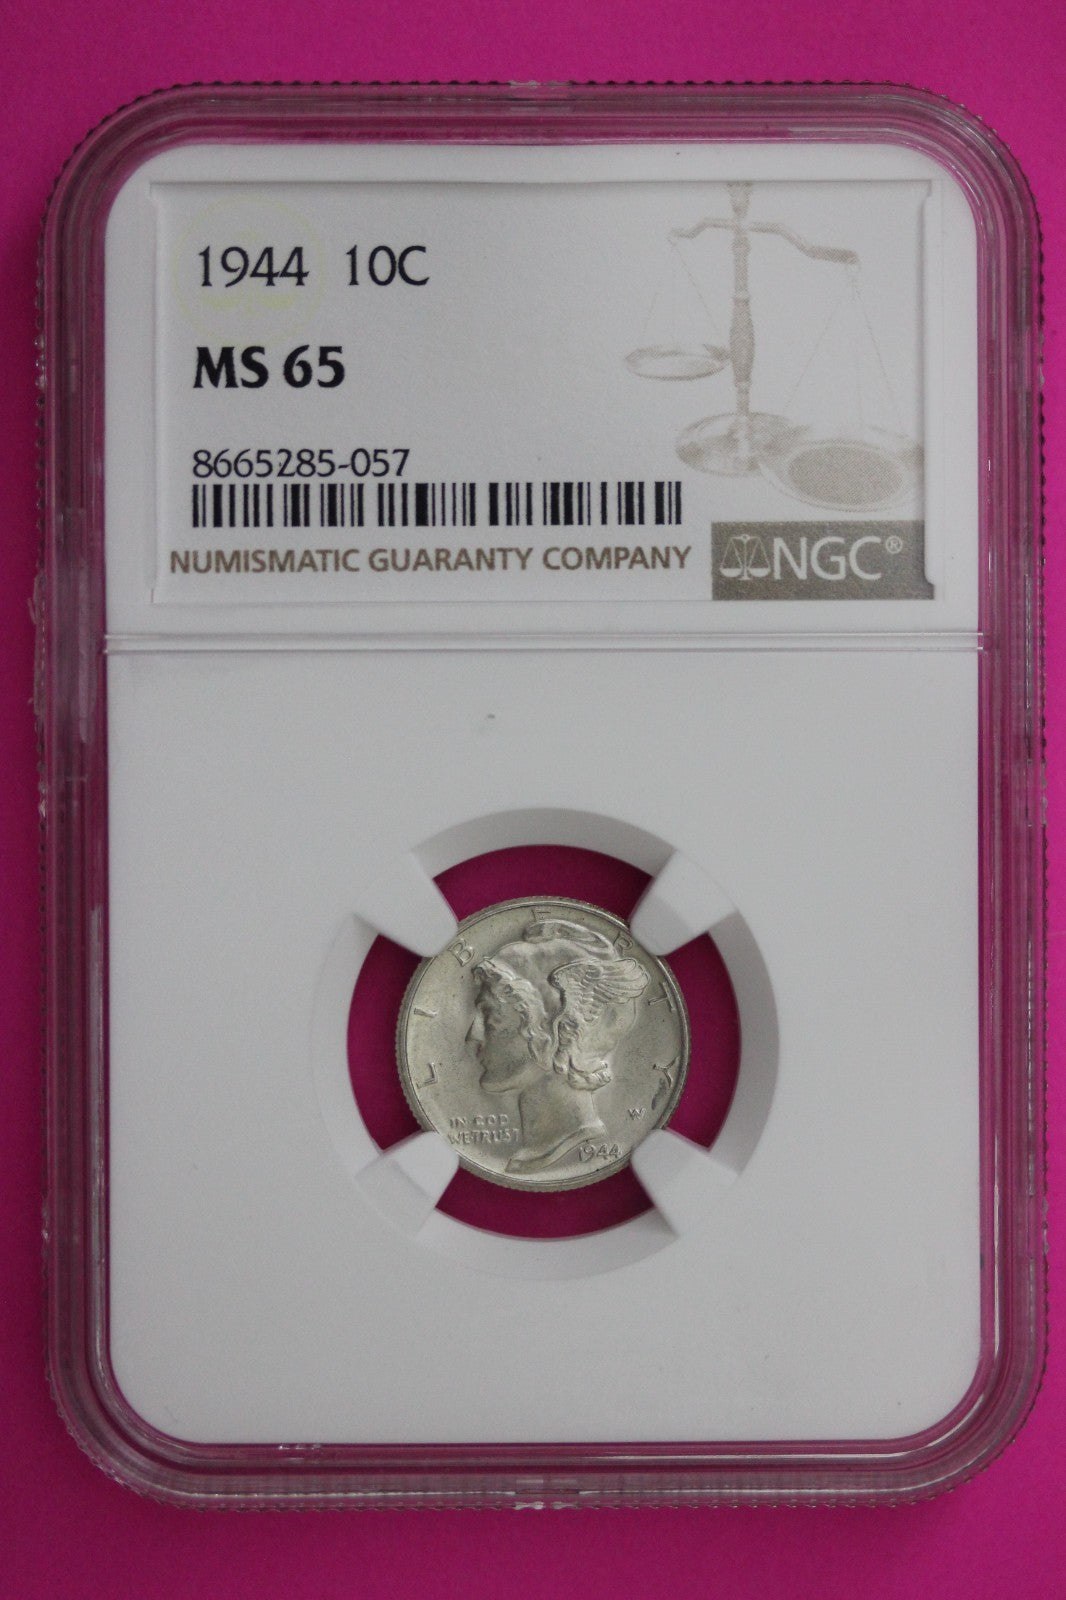 1944 10C
MS 65
8665285-057
NUMISMATIC GUARANTY COMPANY
NGC®
LIBERTY
IN GOD
WE TRUST
W
1944